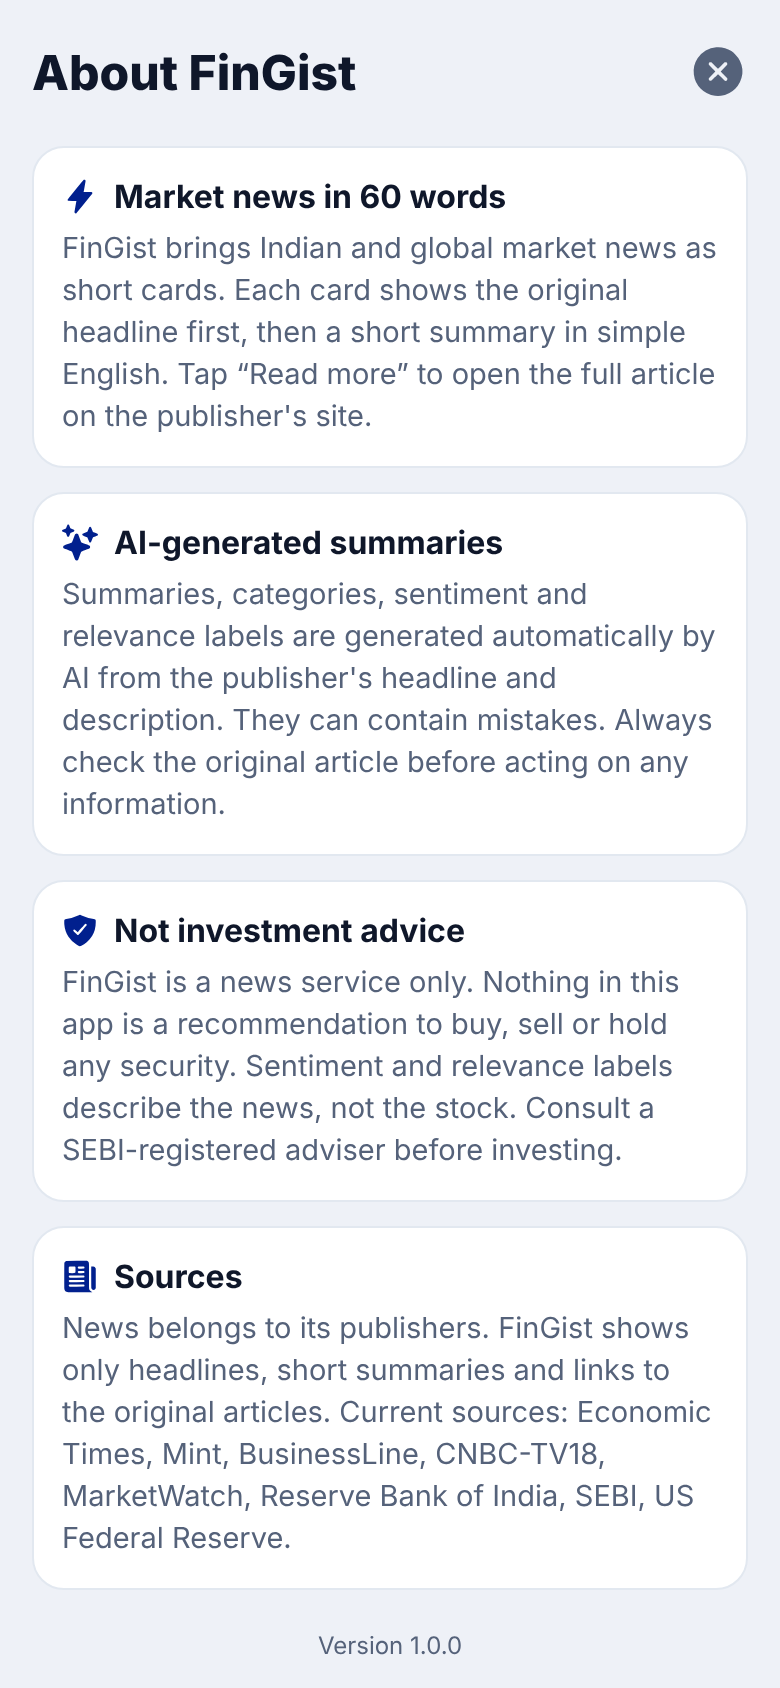 About FinGist
Market news in 60 words
FinGist brings Indian and global market news as
short cards. Each card shows the original
headline first, then a short summary in simple
English. Tap “Read more” to open the full article
on the publisher's site.
AI-generated summaries
Summaries, categories, sentiment and
relevance labels are generated automatically by
AI from the publisher's headline and
description. They can contain mistakes. Always
check the original article before acting on any
information.
Not investment advice
FinGist is a news service only. Nothing in this
app is a recommendation to buy, sell or hold
any security. Sentiment and relevance labels
describe the news, not the stock. Consult a
SEBI-registered adviser before investing.
Sources
News belongs to its publishers. FinGist shows
only headlines, short summaries and links to
the original articles. Current sources: Economic
Times, Mint, BusinessLine, CNBC-TV18,
MarketWatch, Reserve Bank of India, SEBI, US
Federal Reserve.
Version 1.0.0